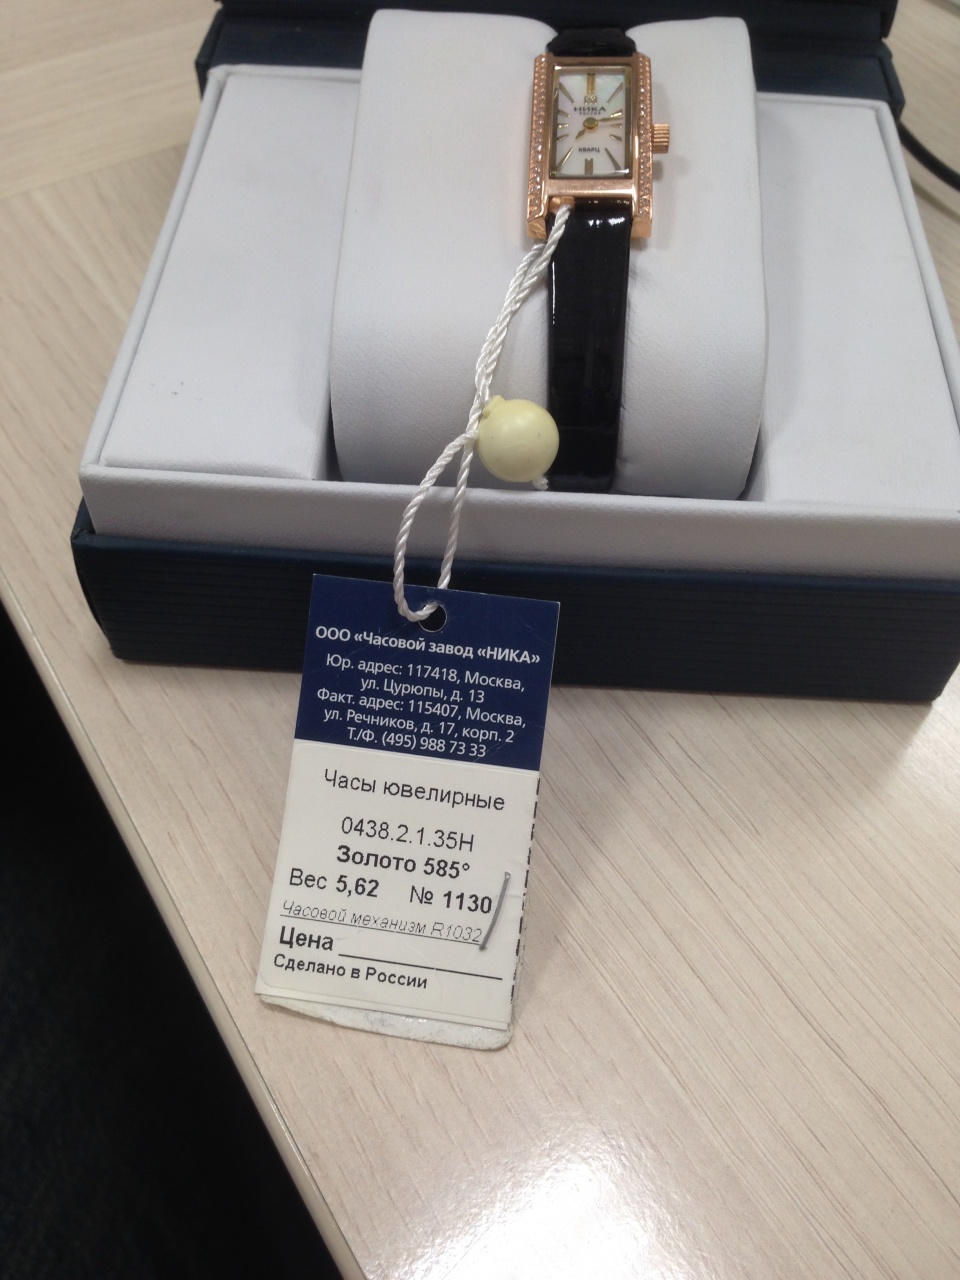 НИКА
КВАРЦ
ООО «Часовой завод «НИКА»
Юр. адрес: 117418, Москва,
ул. Цурюпы, д. 13
Факт. адрес: 115407, Москва,
ул. Речников, д. 17, корп. 2
Т./Ф. (495) 988 73 33
Часы ювелирные
0438.2.1.35Н
Золото 585°
Вес 5,62 № 1130
Часовой механизм R1032
Цена
Сделано в России